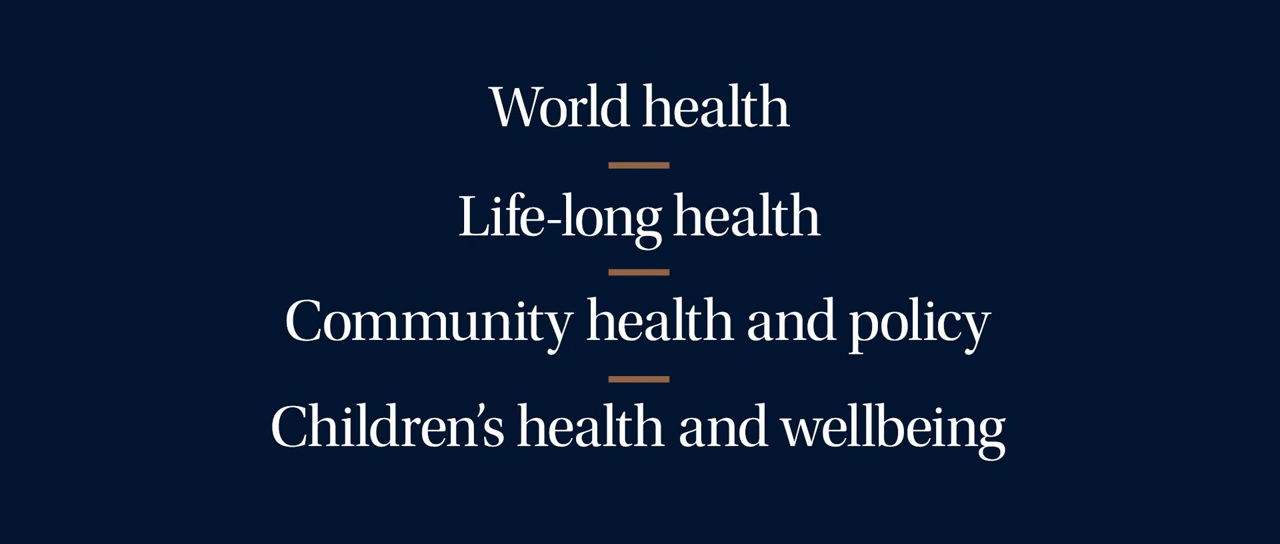 World health
Life-long health
Community health and policy
Children’s health and wellbeing